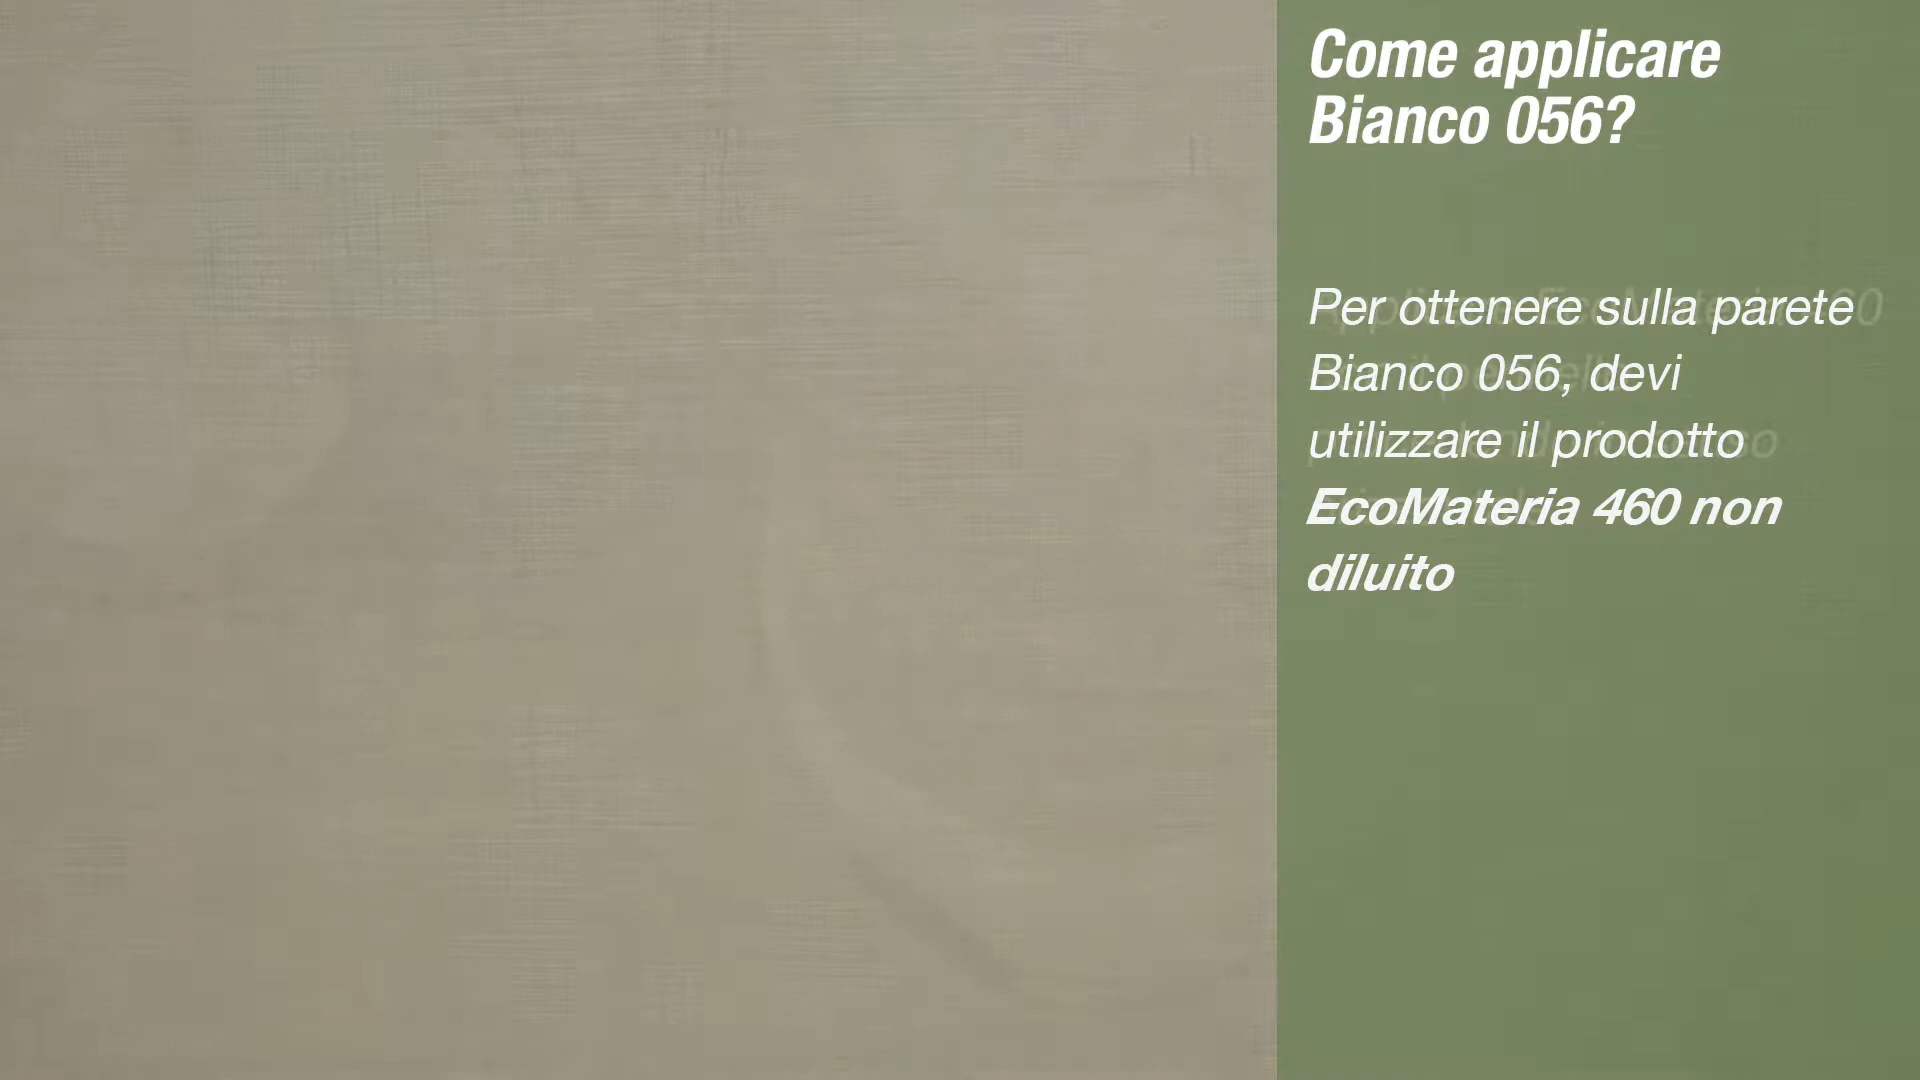 Come applicare
Bianco 056?
Per ottenere sulla parete
Bianco 056, devi
utilizzare il prodotto
EcoMateria 460 non
diluito